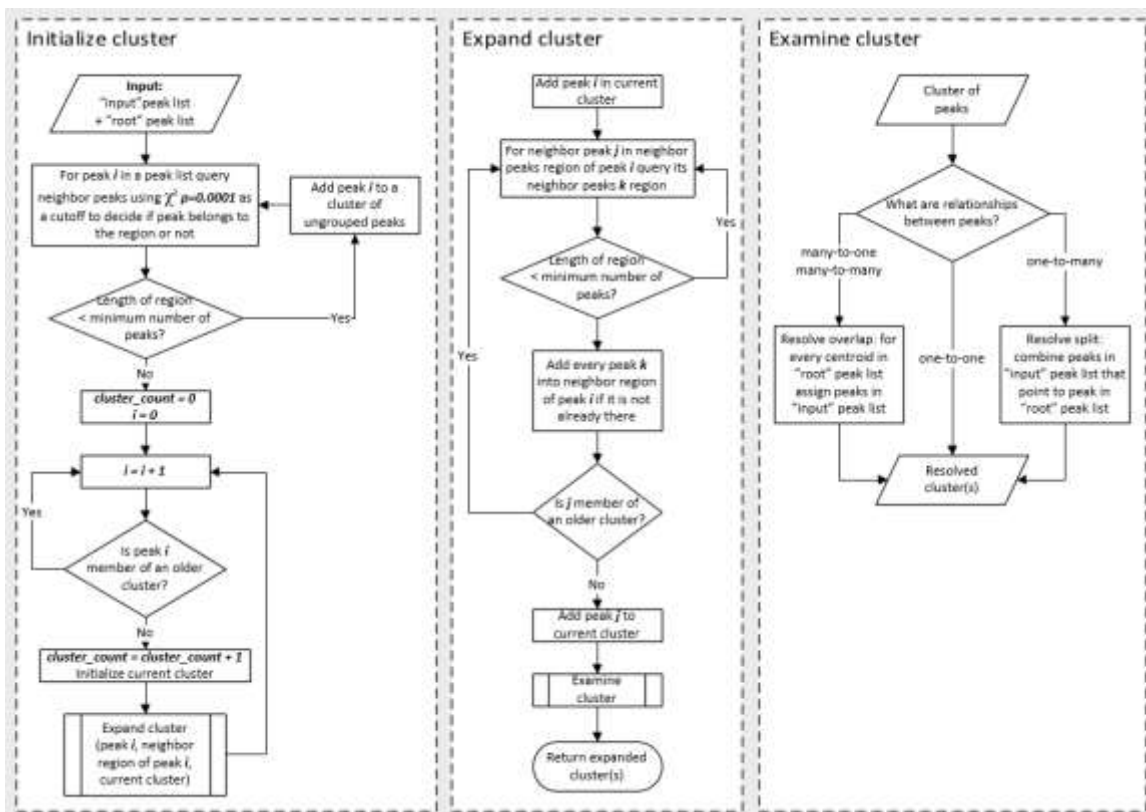 Initialize cluster
Input:
"input"peak list
+ "root" peak list
For peak i in a peak list query
neighbor peaks using χ² p=0.0001 as
a cutoff to decide if peak belongs to
the region or not
Add peak i to a
cluster of
ungrouped peaks
Length of region
< minimum number of
peaks?
Yes
No
cluster_count = 0
i = 0
i = i + 1
Yes
Is peak i
member of an older
cluster?
No
cluster_count = cluster_count + 1
Initialize current cluster
Expand cluster
(peak i, neighbor
region of peak i,
current cluster)
Expand cluster
Add peak i in current
cluster
For neighbor peak j in neighbor
peaks region of peak i query its
neighbor peaks k region
Yes
Length of region
< minimum number of
peaks?
Yes
Add every peak k
into neighbor region
of peak i if it is not
already there
Is j member of
an older cluster?
No
Add peak j to
current cluster
Examine
cluster
Return expanded
cluster(s)
Examine cluster
Cluster of
peaks
What are relationships
between peaks?
many-to-one
many-to-many
one-to-many
one-to-one
Resolve overlap: for
every centroid in
"root" peak list
assign peaks in
"input" peak list
Resolve split:
combine peaks in
"input" peak list that
point to peak in
"root" peak list
Resolved
cluster(s)